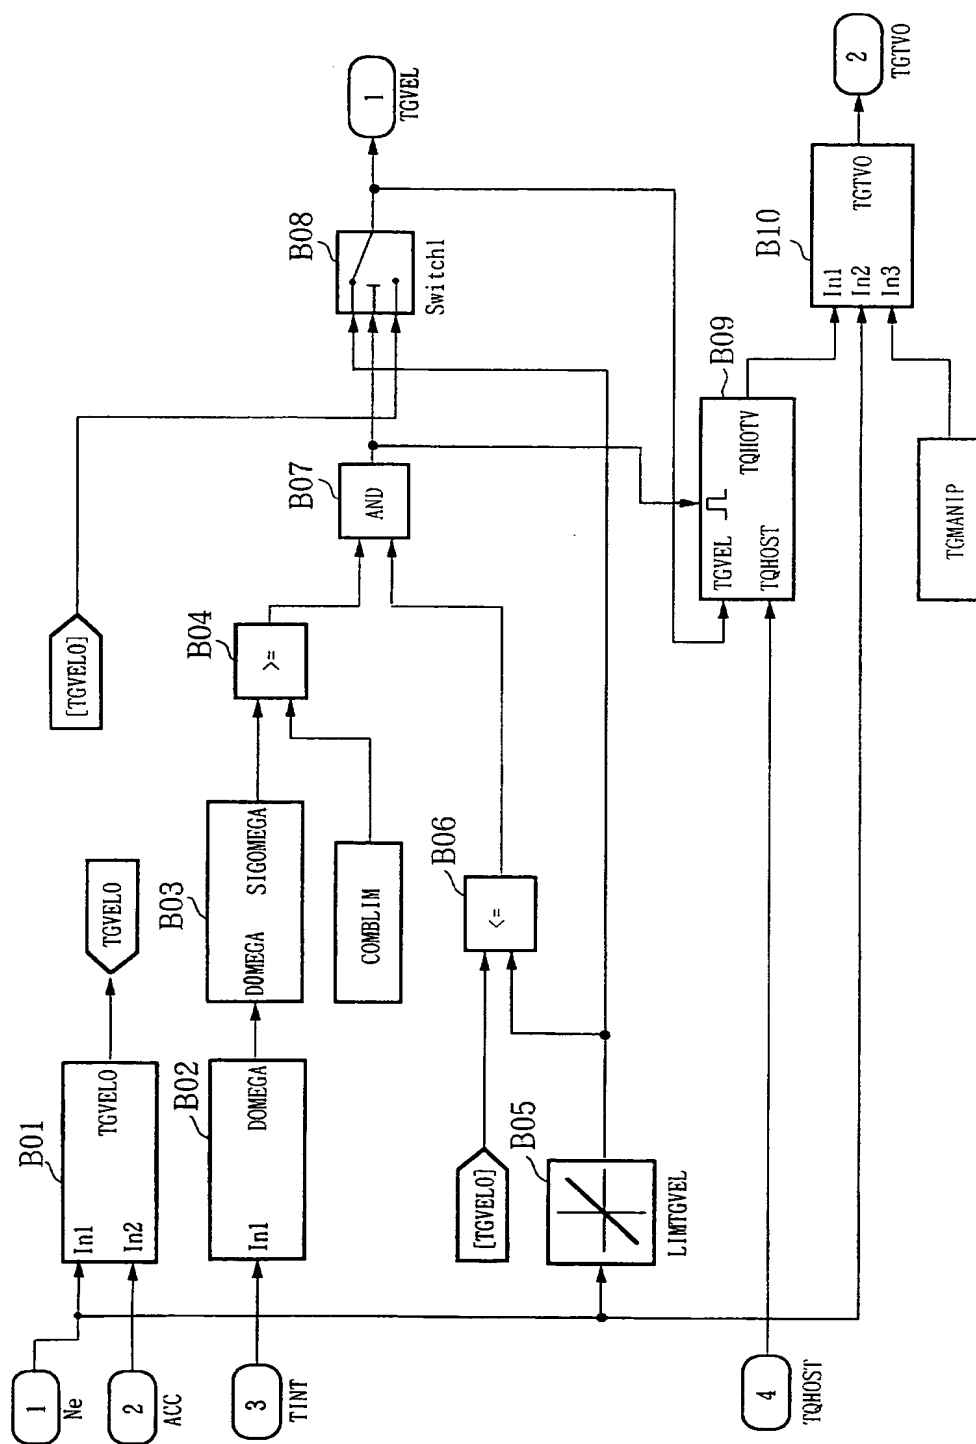 1
Ne
2
ACC
3
TINT
4
TQHOST
B01
In1
In2
TGVELO
TGVELO
[TGVELO]
B02
In1
DOMEGA
B03
DOMEGA SIGOMEGA
COMBLIM
B04
>=
[TGVELO]
B05
LIMTGVEL
B06
<=
B07
AND
B08
Switch1
1
TGVEL
B09
TGVEL
TQHOST
TQHOTV
TGMANIP
B10
In1
In2
In3
TGTVO
2
TGTVO